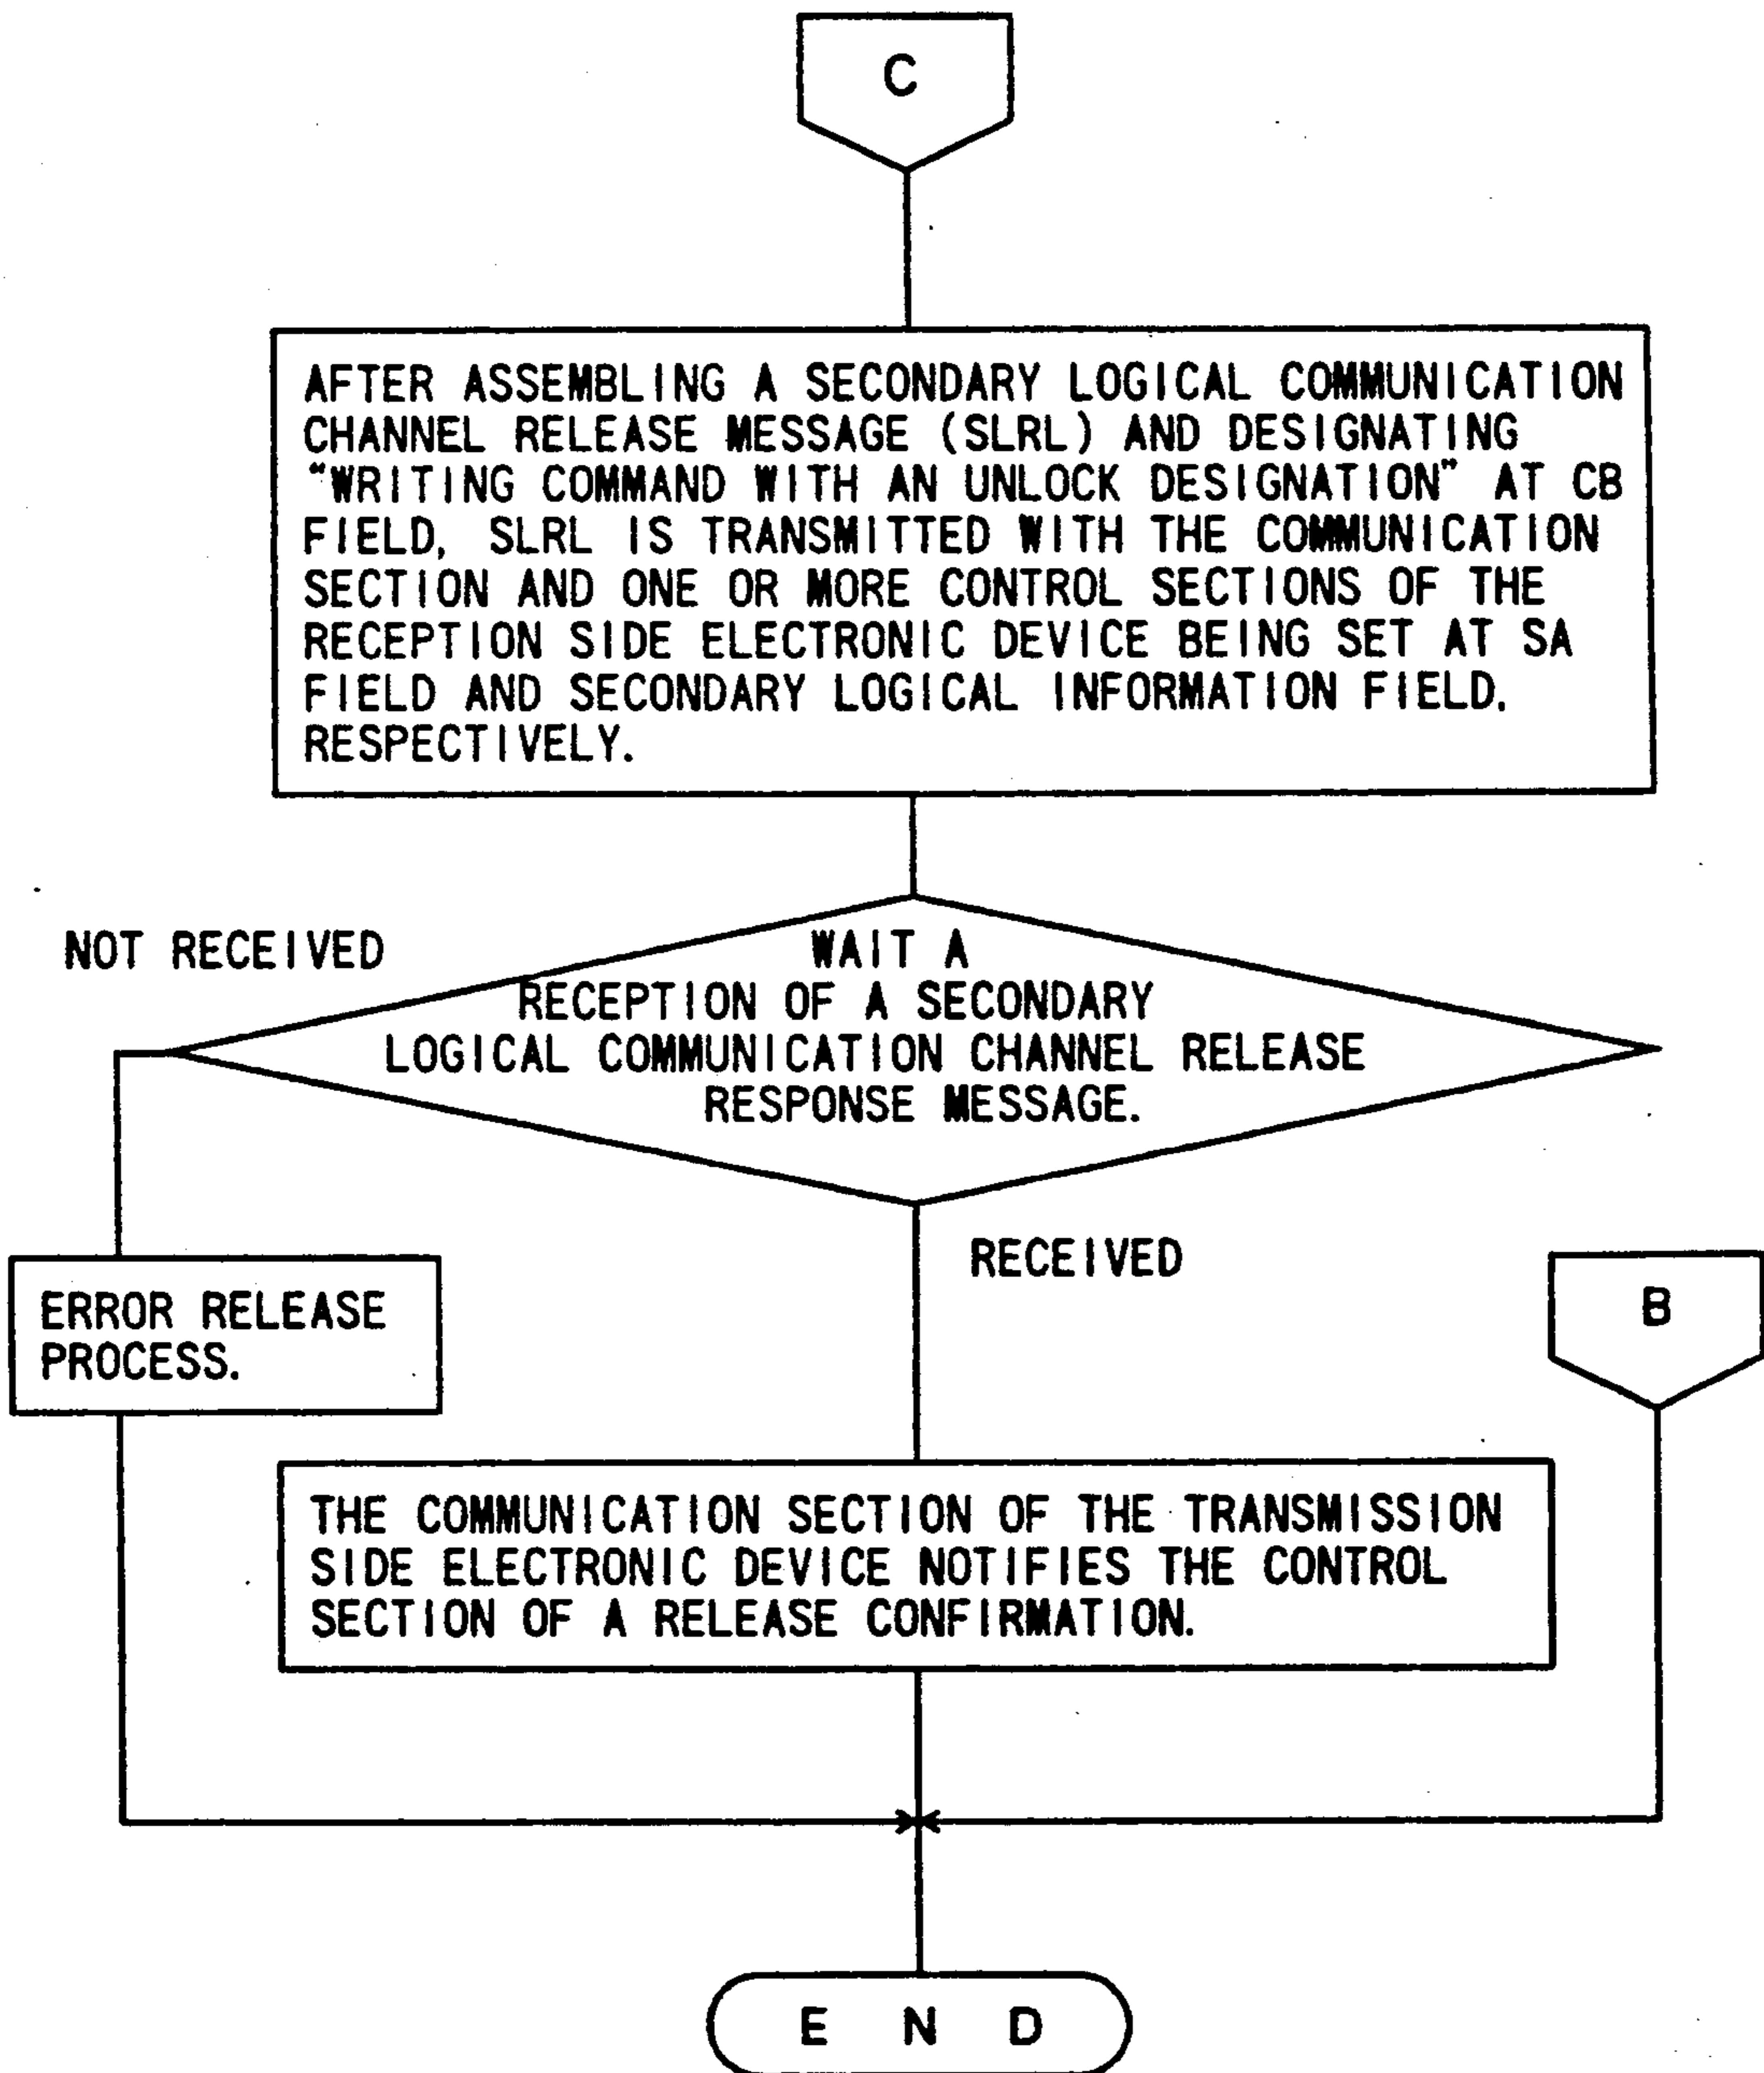 C
AFTER ASSEMBLING A SECONDARY LOGICAL COMMUNICATION
CHANNEL RELEASE MESSAGE (SLRL) AND DESIGNATING
"WRITING COMMAND WITH AN UNLOCK DESIGNATION" AT CB
FIELD, SLRL IS TRANSMITTED WITH THE COMMUNICATION
SECTION AND ONE OR MORE CONTROL SECTIONS OF THE
RECEPTION SIDE ELECTRONIC DEVICE BEING SET AT SA
FIELD AND SECONDARY LOGICAL INFORMATION FIELD,
RESPECTIVELY.
NOT RECEIVED
WAIT A
RECEPTION OF A SECONDARY
LOGICAL COMMUNICATION CHANNEL RELEASE
RESPONSE MESSAGE.
RECEIVED
ERROR RELEASE
PROCESS.
B
THE COMMUNICATION SECTION OF THE TRANSMISSION
SIDE ELECTRONIC DEVICE NOTIFIES THE CONTROL
SECTION OF A RELEASE CONFIRMATION.
E N D